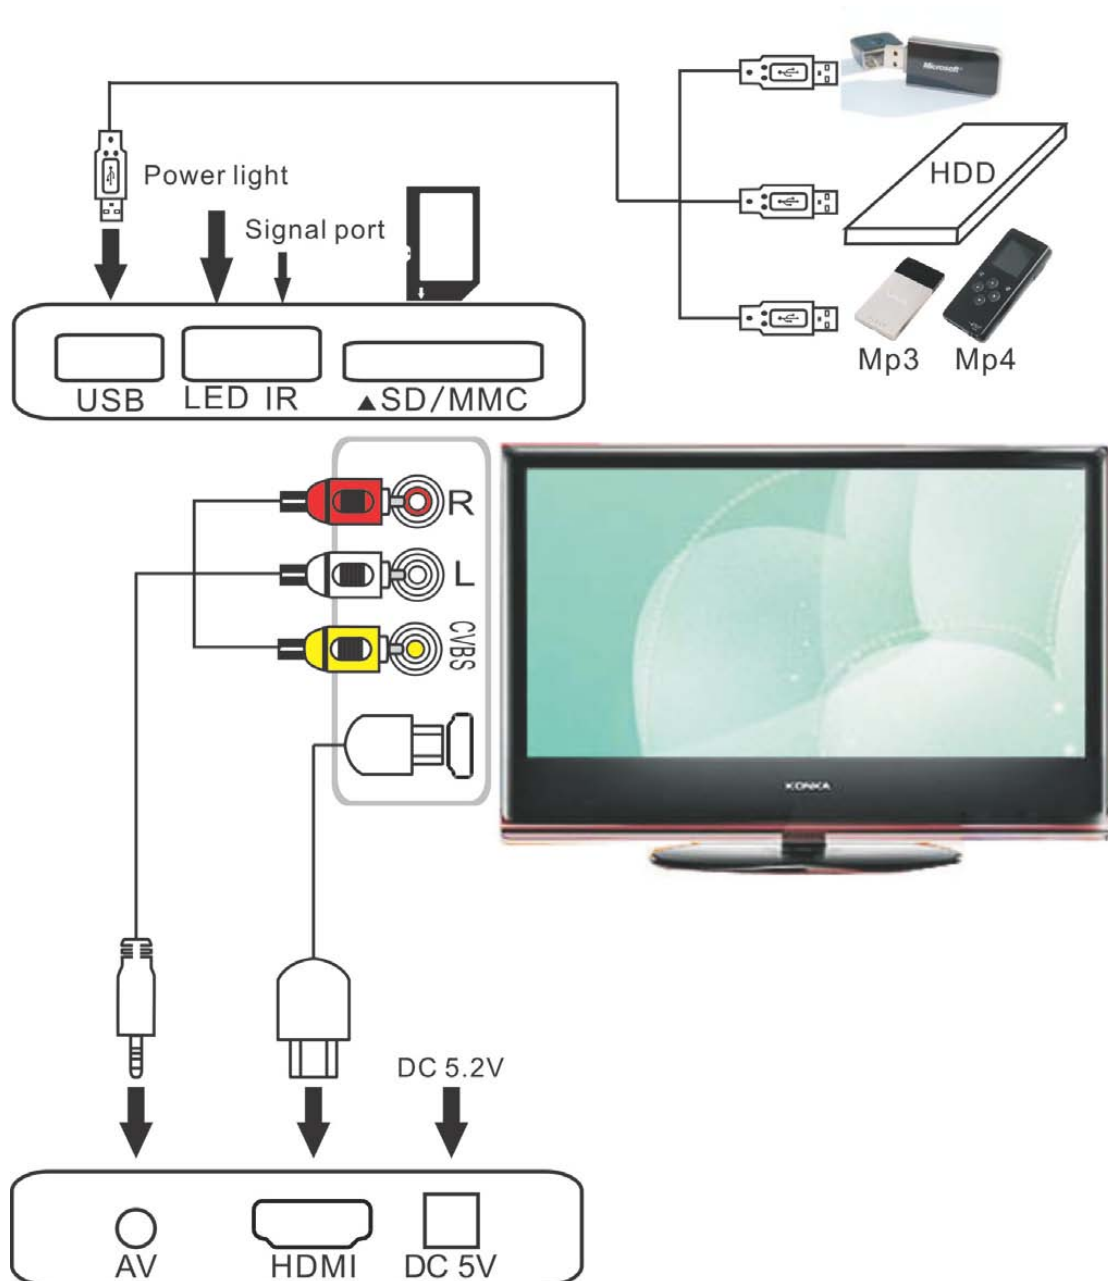 Microsoft
HDD
Power light
Signal port
Mp3 Mp4
USB LED IR ▲SD/MMC
R
L
CVBS
KONKA
DC 5.2V
AV HDMI DC 5V